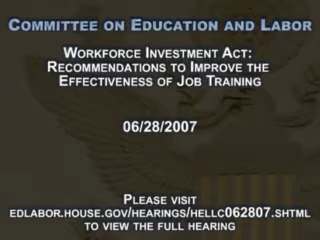 Committee on Education and Labor
Workforce Investment Act:
Recommendations to Improve the
Effectiveness of Job Training
06/28/2007
Please visit
edlabor.house.gov/hearings/hellc062807.shtml
to view the full hearing